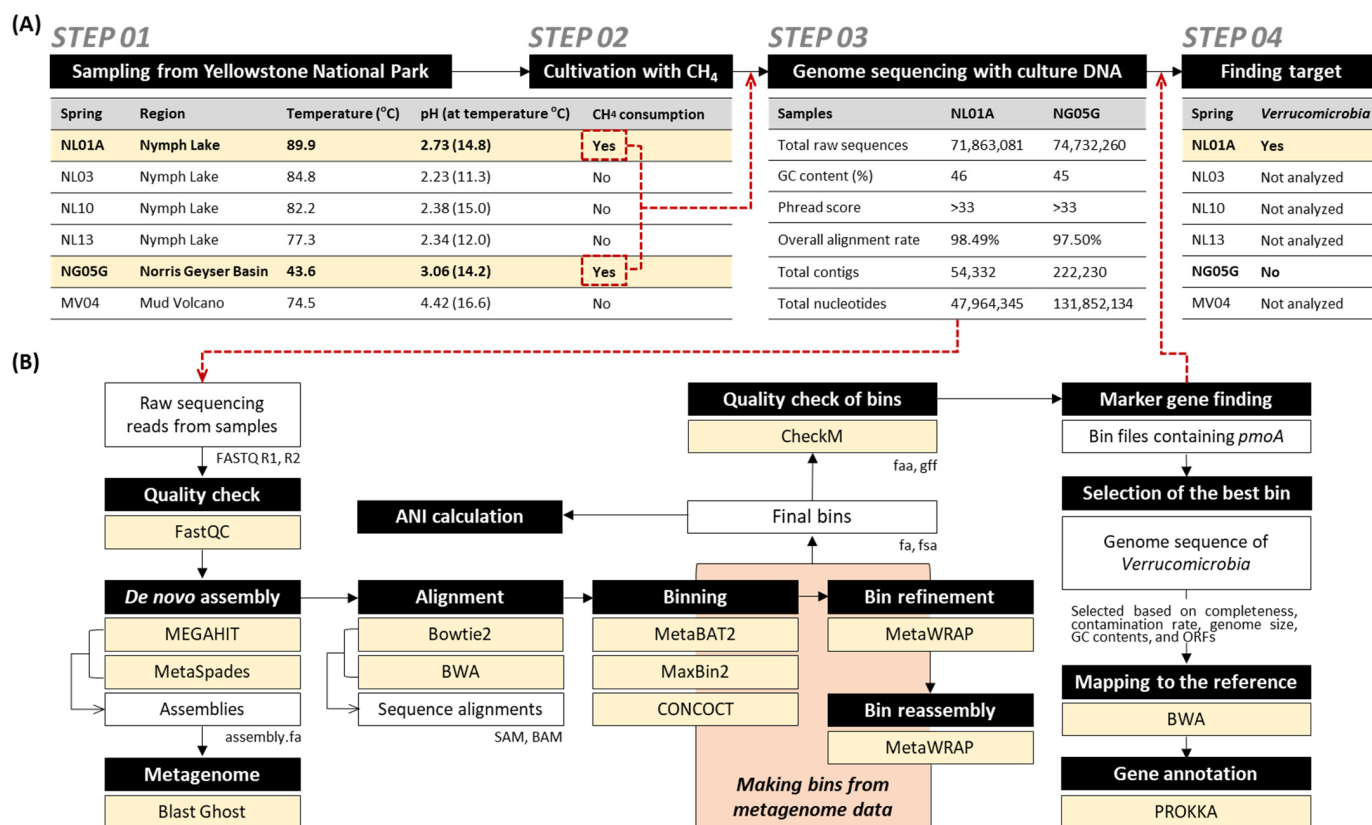 (A)
STEP 01
STEP 02
STEP 03
STEP 04
Sampling from Yellowstone National Park
Cultivation with CH₄
Genome sequencing with culture DNA
Finding target
Spring Region Temperature (°C) pH (at temperature °C) CH⁴ consumption
NL01A Nymph Lake 89.9 2.73 (14.8) Yes
NL03 Nymph Lake 84.8 2.23 (11.3) No
NL10 Nymph Lake 82.2 2.38 (15.0) No
NL13 Nymph Lake 77.3 2.34 (12.0) No
NG05G Norris Geyser Basin 43.6 3.06 (14.2) Yes
MV04 Mud Volcano 74.5 4.42 (16.6) No
Samples NL01A NG05G
Total raw sequences 71,863,081 74,732,260
GC content (%) 46 45
Phread score >33 >33
Overall alignment rate 98.49% 97.50%
Total contigs 54,332 222,230
Total nucleotides 47,964,345 131,852,134
Spring Verrucomicrobia
NL01A Yes
NL03 Not analyzed
NL10 Not analyzed
NL13 Not analyzed
NG05G No
MV04 Not analyzed
(B)
Raw sequencing
reads from samples
FASTQ R1, R2
Quality check
FastQC
De novo assembly
MEGAHIT
MetaSpades
Assemblies
assembly.fa
Metagenome
Blast Ghost
Alignment
Bowtie2
BWA
Sequence alignments
SAM, BAM
Binning
MetaBAT2
MaxBin2
CONCOCT
Bin refinement
MetaWRAP
Bin reassembly
MetaWRAP
Making bins from
metagenome data
Final bins
fa, fsa
ANI calculation
Quality check of bins
CheckM
faa, gff
Marker gene finding
Bin files containing pmoA
Selection of the best bin
Genome sequence of
Verrucomicrobia
Selected based on completeness,
contamination rate, genome size,
GC contents, and ORFs
Mapping to the reference
BWA
Gene annotation
PROKKA